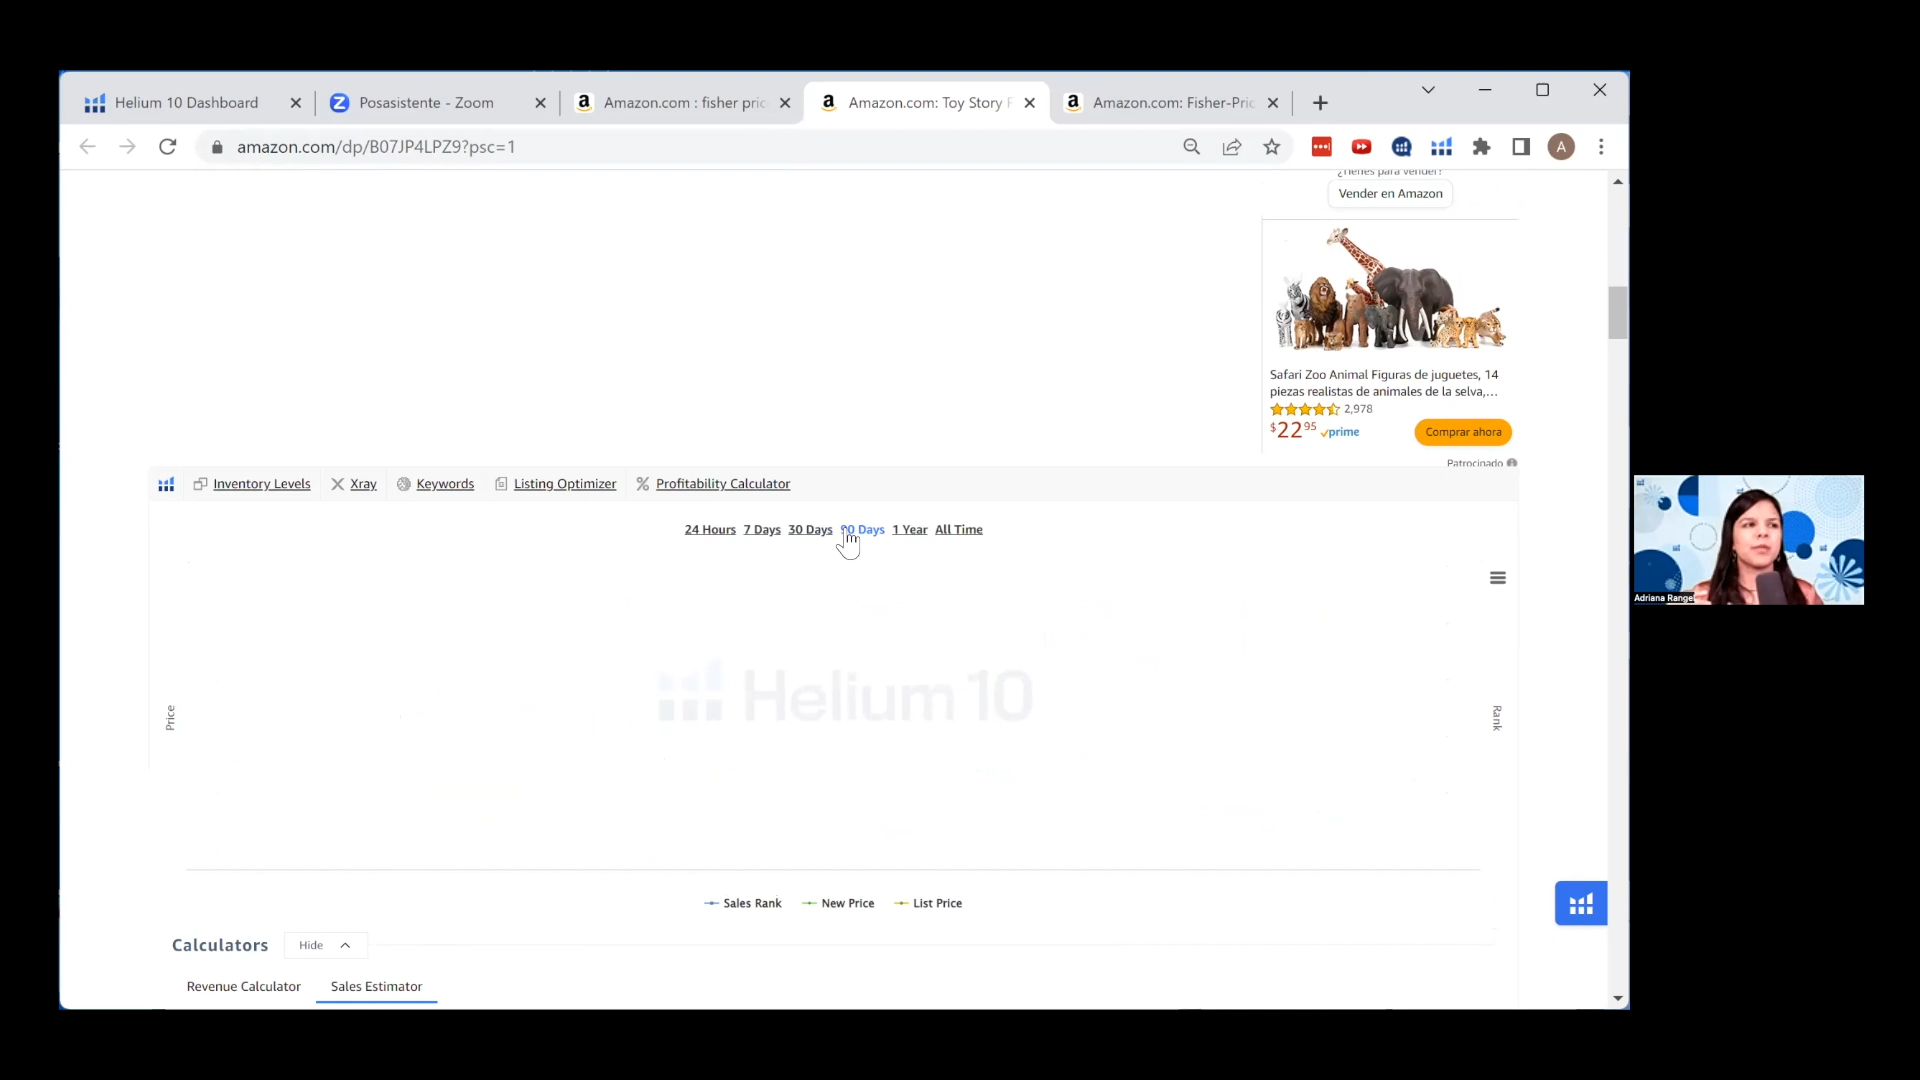 Helium 10 Dashboard
Posasistente - Zoom
Amazon.com : fisher pric
Amazon.com: Toy Story F
Amazon.com: Fisher-Pric
amazon.com/dp/B07JP4LPZ9?psc=1
A
¿Tienes para vender?
Vender en Amazon
Safari Zoo Animal Figuras de juguetes, 14
piezas realistas de animales de la selva,...
2,978
$22 95 prime
Comprar ahora
Patrocinado
Inventory Levels
Xray
Keywords
Listing Optimizer
Profitability Calculator
24 Hours 7 Days 30 Days 90 Days 1 Year All Time
Price
Helium 10
Rank
Sales Rank
New Price
List Price
Calculators
Hide
Revenue Calculator
Sales Estimator
Adriana Rangel